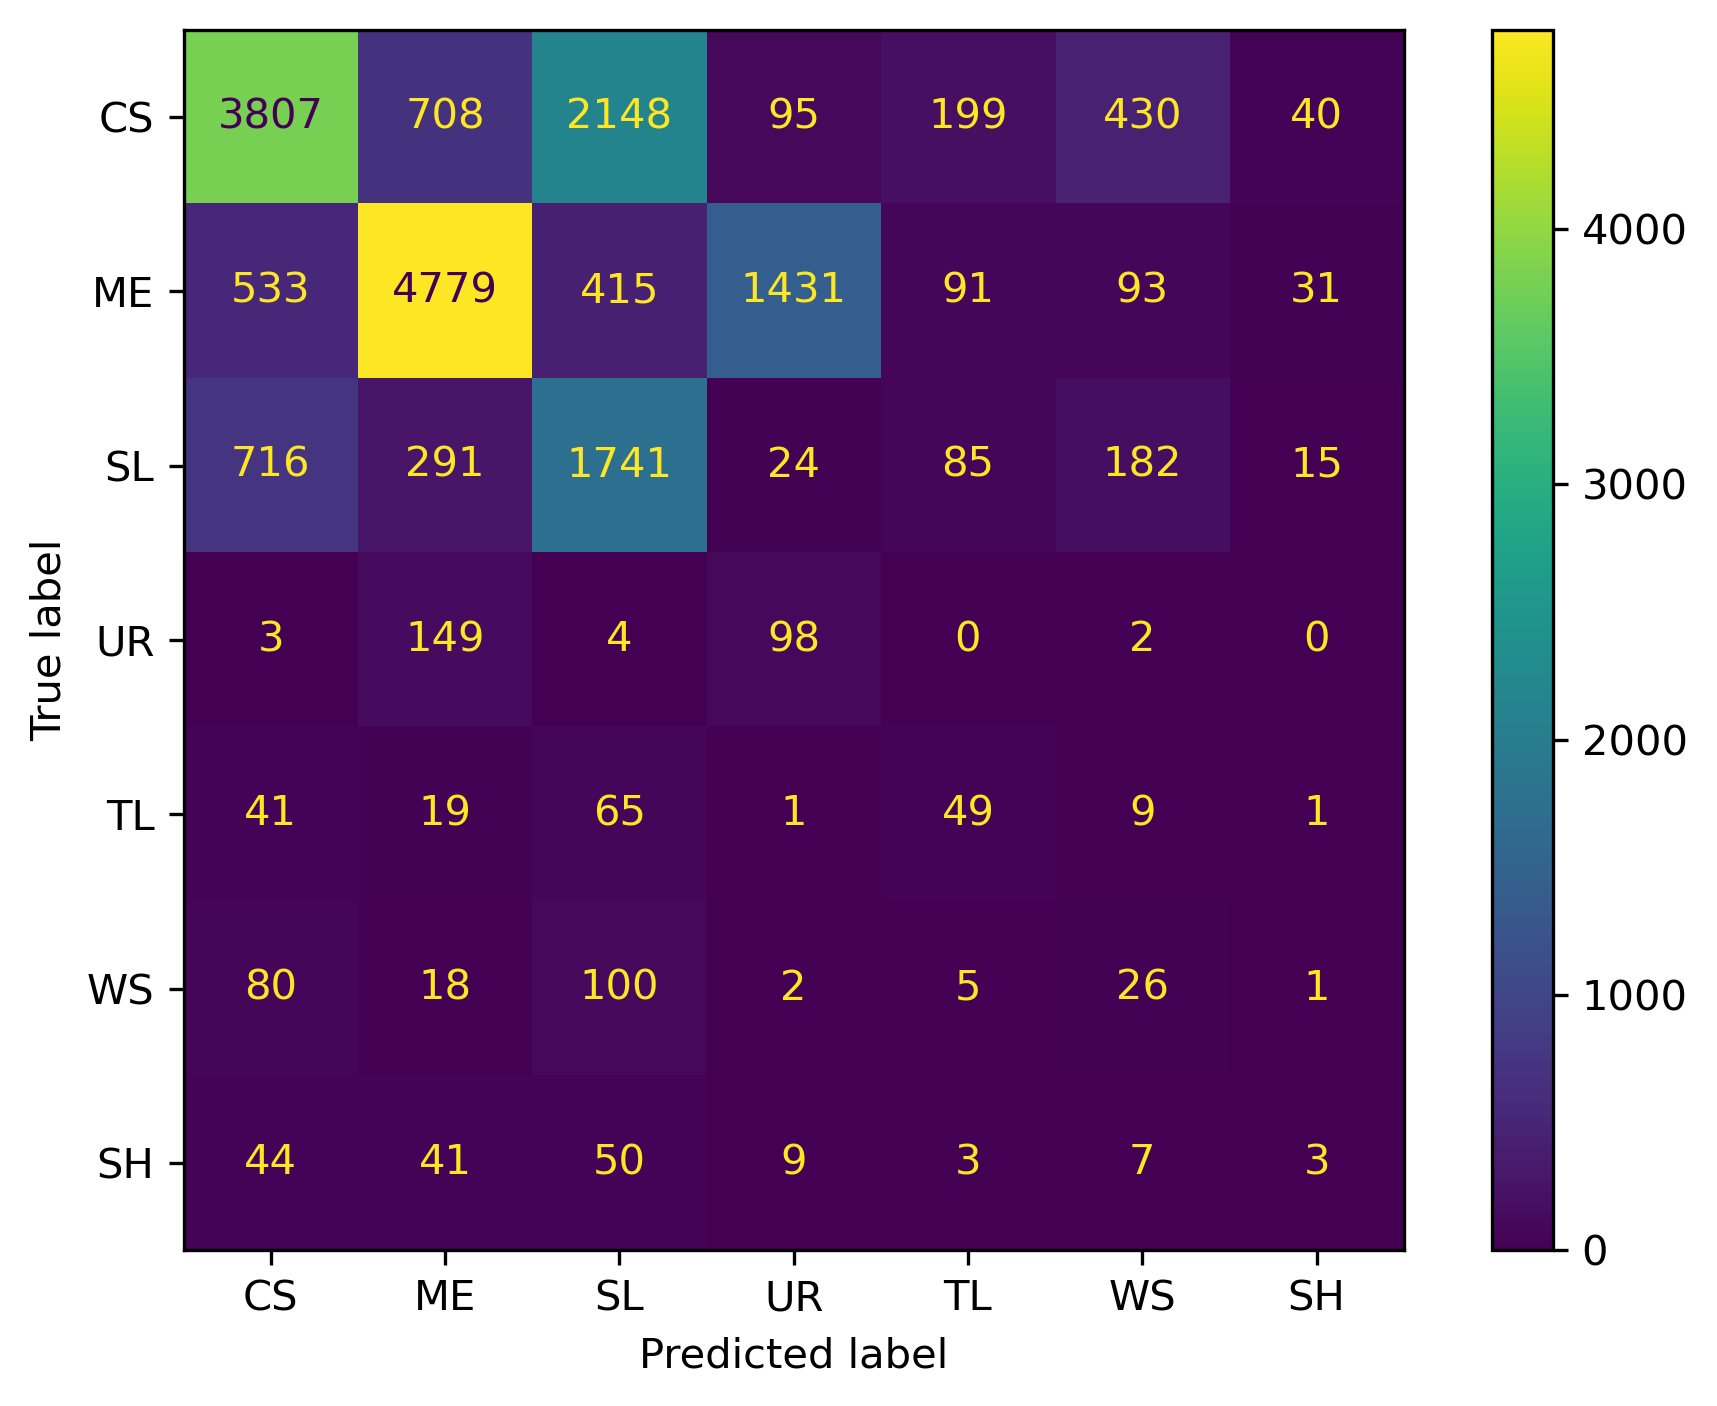 CS 3807 708 2148 95 199 430 40
ME 533 4779 415 1431 91 93 31
SL 716 291 1741 24 85 182 15
UR 3 149 4 98 0 2 0
TL 41 19 65 1 49 9 1
WS 80 18 100 2 5 26 1
SH 44 41 50 9 3 7 3
CS ME SL UR TL WS SH
Predicted label
True label
4000
3000
2000
1000
0